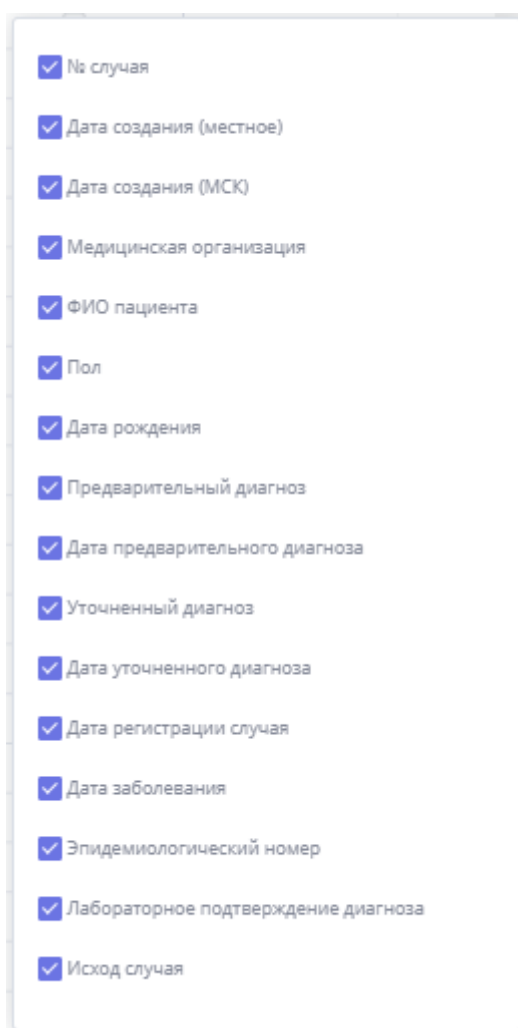 № случая
Дата создания (местное)
Дата создания (МСК)
Медицинская организация
ФИО пациента
Пол
Дата рождения
Предварительный диагноз
Дата предварительного диагноза
Уточненный диагноз
Дата уточненного диагноза
Дата регистрации случая
Дата заболевания
Эпидемиологический номер
Лабораторное подтверждение диагноза
Исход случая